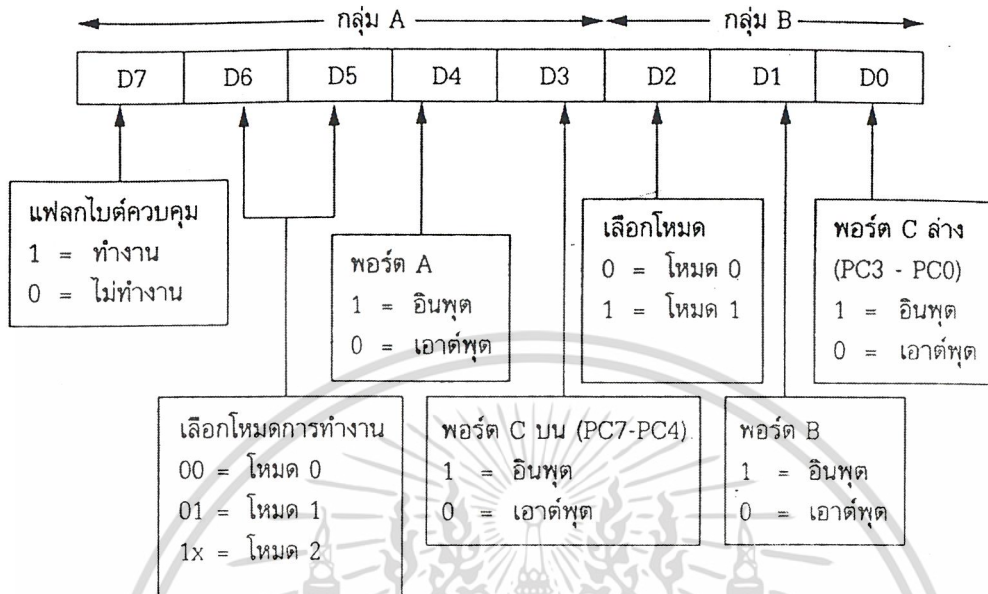 กลุ่ม A
กลุ่ม B
D7 D6 D5 D4 D3 D2 D1 D0
แฟลกไบต์ควบคุม
1 = ทำงาน
0 = ไม่ทำงาน
พอร์ต A
1 = อินพุต
0 = เอาต์พุต
เลือกโหมด
0 = โหมด 0
1 = โหมด 1
พอร์ต C ล่าง
(PC3 - PC0)
1 = อินพุต
0 = เอาต์พุต
เลือกโหมดการทำงาน
00 = โหมด 0
01 = โหมด 1
1x = โหมด 2
พอร์ต C บน (PC7-PC4)
1 = อินพุต
0 = เอาต์พุต
พอร์ต B
1 = อินพุต
0 = เอาต์พุต